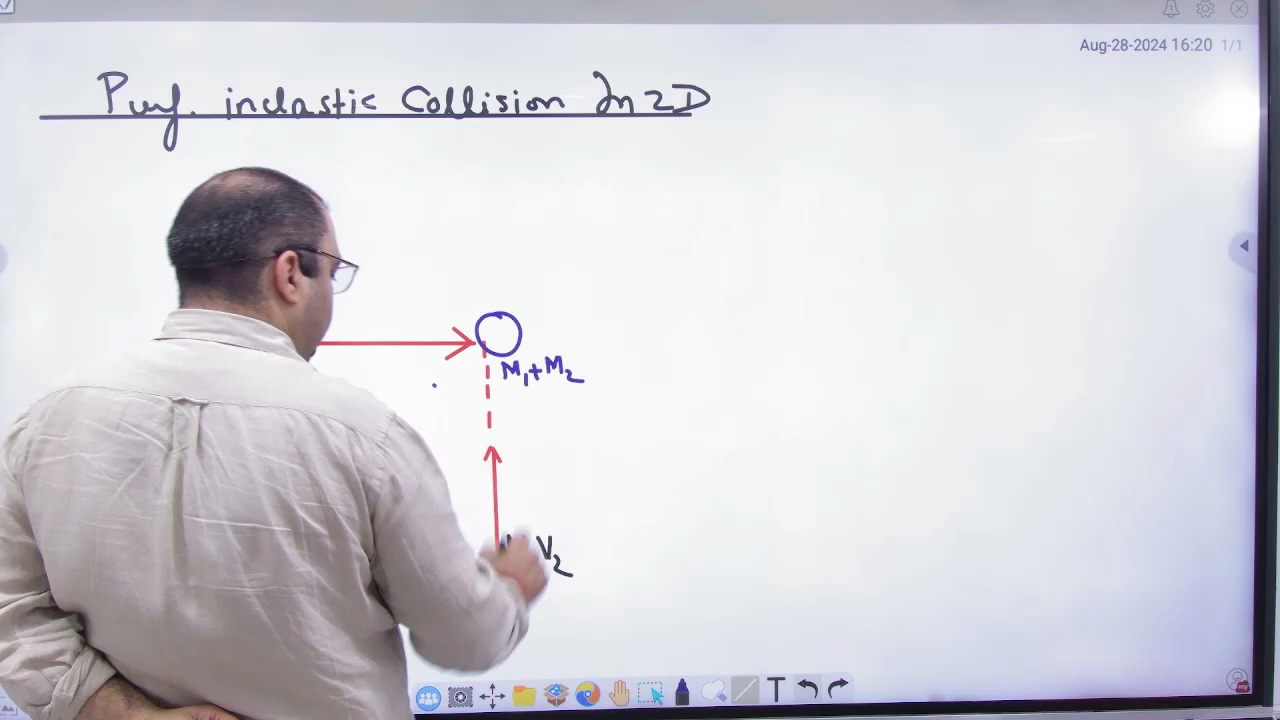 Aug-28-2024 16:20 1/1
Perf. inelastic Collision In 2D
M₁+M₂
V₂
T